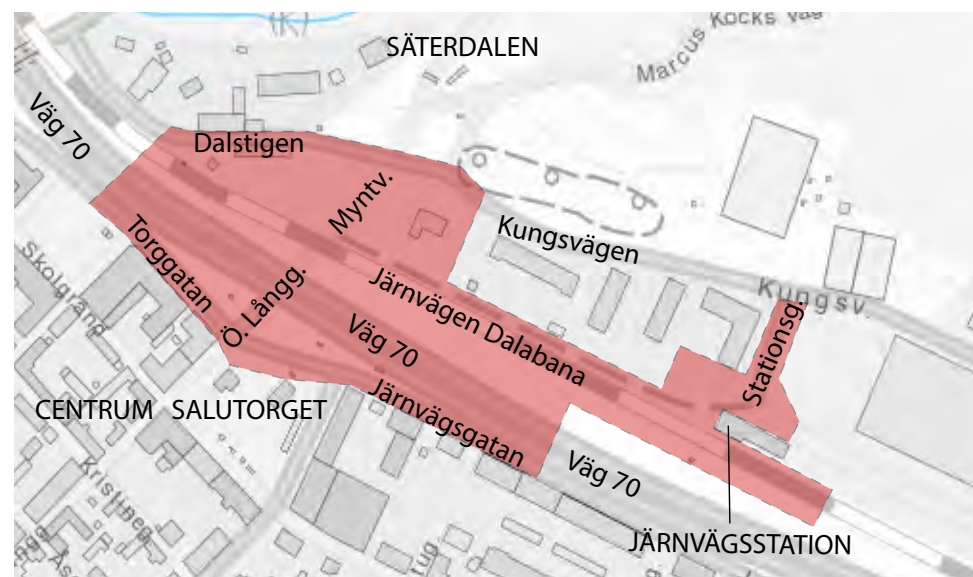 (K)
Marcus Kocks väg
SÄTERDALEN
Väg 70
Dalstigen
Myntv.
Kungsvägen
Torggatan
Skolgränd
Ö. Långg.
Järnvägen Dalabana
Kungsv.
Stationsg.
Väg 70
CENTRUM SALUTORGET
Järnvägsgatan
Väg 70
Kristineg.
JÄRNVÄGSSTATION